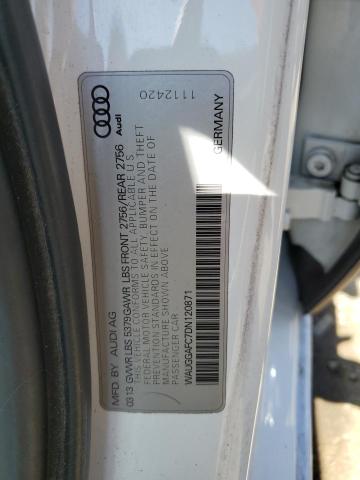 MFD. BY AUDI AG
03 13 GVWR LBS 5379 GAWR LBS FRONT 2756/REAR 2756
THIS VEHICLE CONFORMS TO ALL APPLICABLE U S
FEDERAL MOTOR VEHICLE SAFETY, BUMPER AND THEFT
PREVENTION STANDARDS IN EFFECT ON THE DATE OF
MANUFACTURE SHOWN ABOVE
PASSENGER CAR
WAUGGAFC7DN120871
GERMANY
Audi
1112420